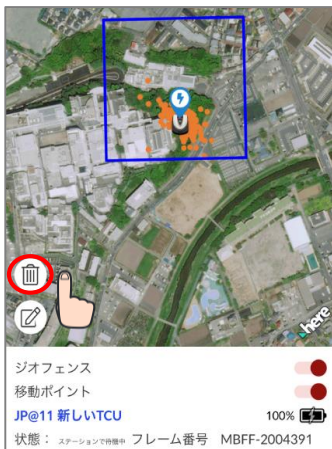 here
ジオフェンス
移動ポイント
JP@11 新しいTCU 100%
状態： ステーションで待機中 フレーム番号 MBFF-2004391